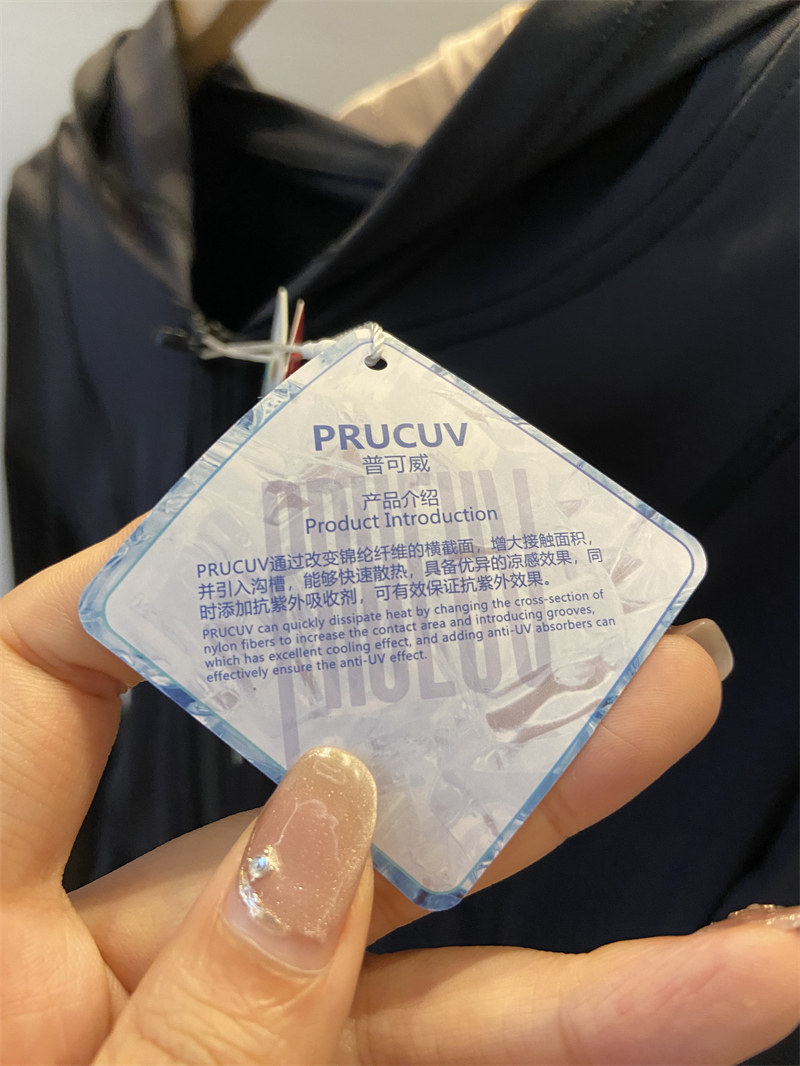 PRUCUV
普可威
产品介绍
Product Introduction
PRUCUV通过改变锦纶纤维的横截面，增大接触面积，
并引入沟槽，能够快速散热，具备优异的凉感效果，同
时添加抗紫外吸收剂，可有效保证抗紫外效果。
PRUCUV can quickly dissipate heat by changing the cross-section of
nylon fibers to increase the contact area and introducing grooves,
which has excellent cooling effect, and adding anti-UV absorbers can
effectively ensure the anti-UV effect.
PRUCUV